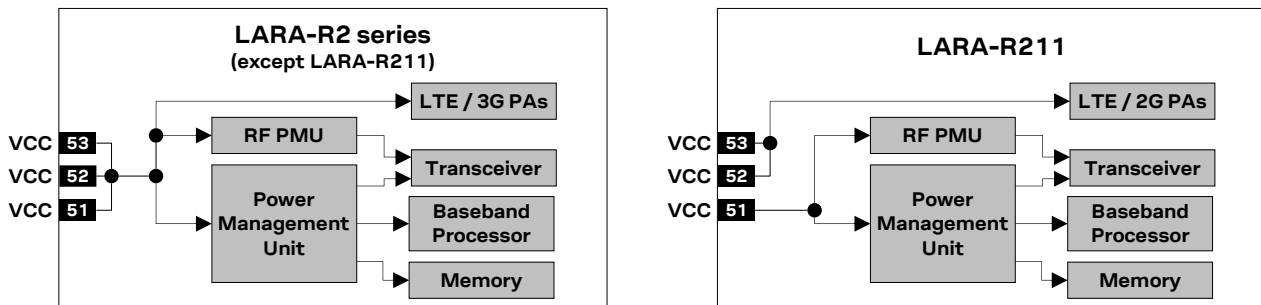 LARA-R2 series
(except LARA-R211)
LTE / 3G PAs
RF PMU
VCC 53
VCC 52
VCC 51
Transceiver
Power
Management
Unit
Baseband
Processor
Memory
LARA-R211
LTE / 2G PAs
RF PMU
VCC 53
VCC 52
VCC 51
Transceiver
Power
Management
Unit
Baseband
Processor
Memory